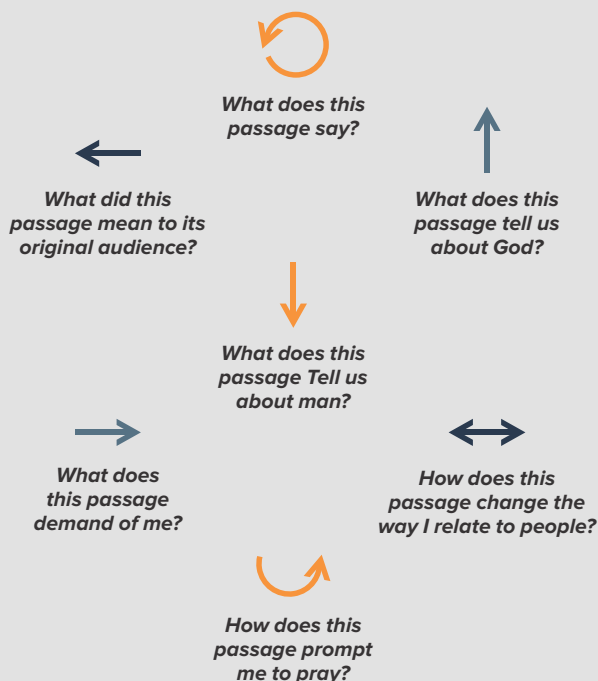 What does this
passage say?
What did this
passage mean to its
original audience?
What does this
passage tell us
about God?
What does this
passage Tell us
about man?
What does
this passage
demand of me?
How does this
passage change the
way I relate to people?
How does this
passage prompt
me to pray?